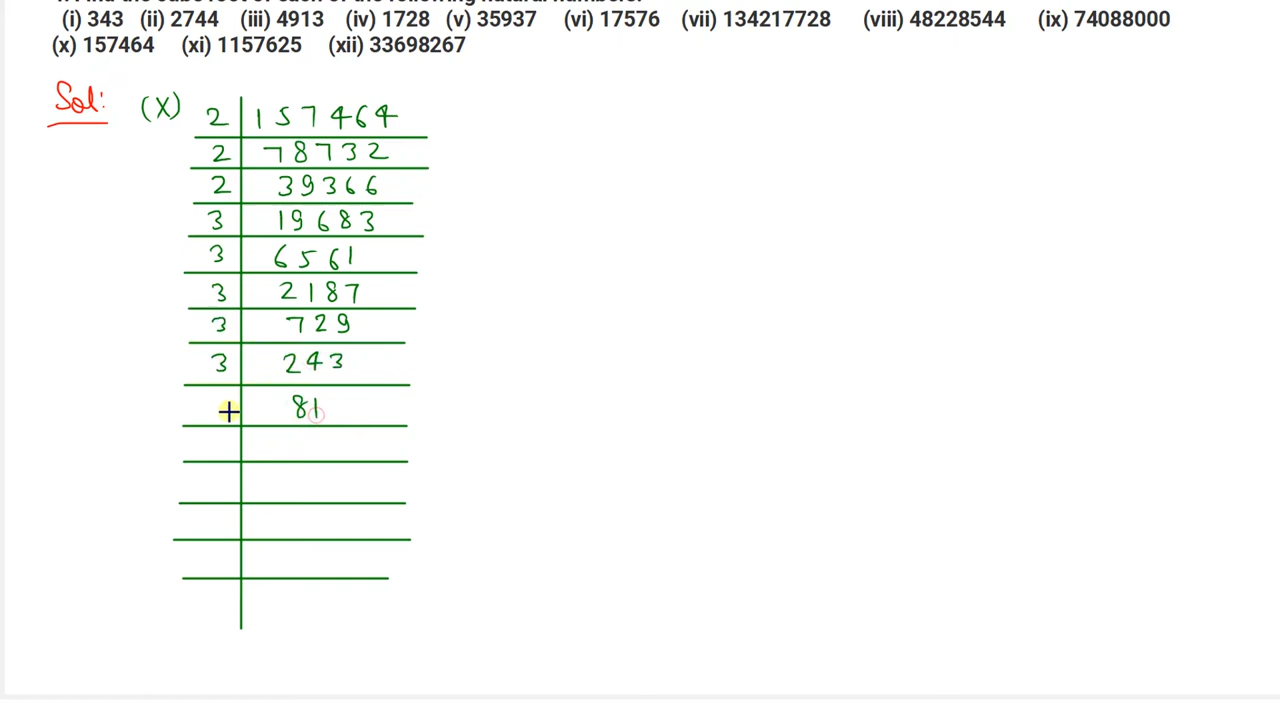 (i) 343 (ii) 2744 (iii) 4913 (iv) 1728 (v) 35937 (vi) 17576 (vii) 134217728 (viii) 48228544 (ix) 74088000
(x) 157464 (xi) 1157625 (xii) 33698267
Sol:
(X) 2 157464
2 78732
2 39366
3 19683
3 6561
3 2187
3 729
3 243
81